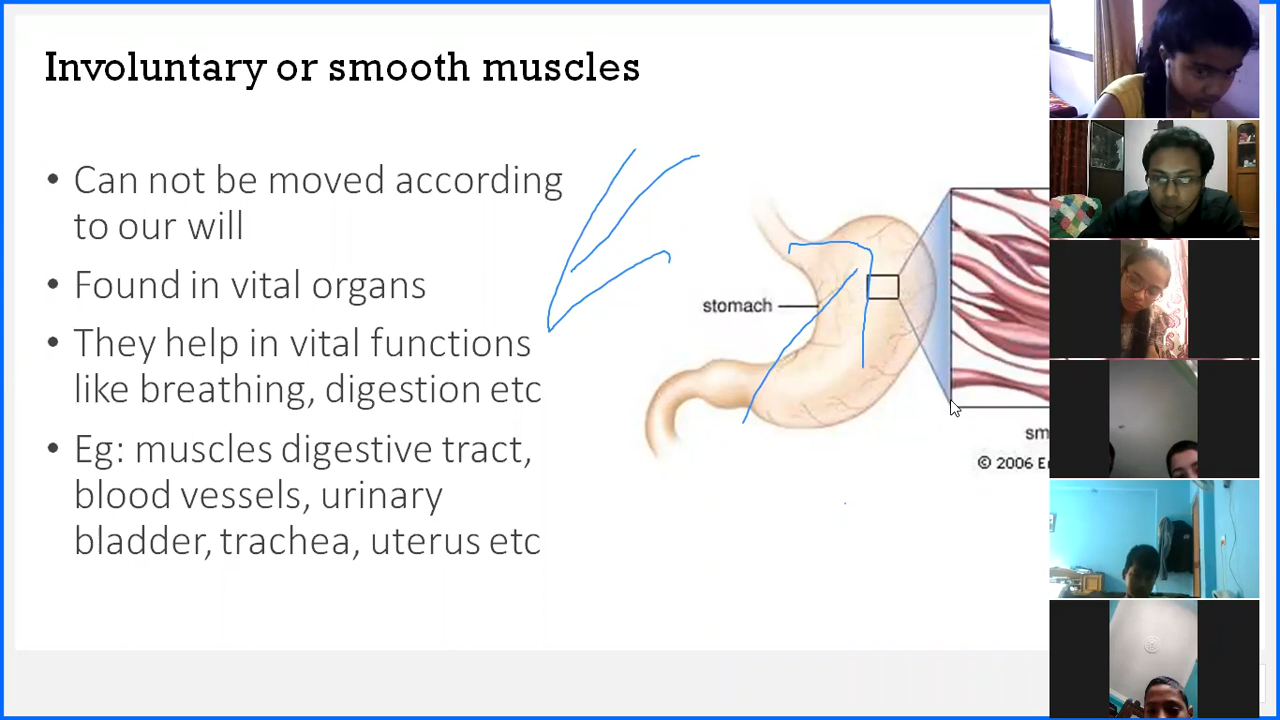 Involuntary or smooth muscles
• Can not be moved according
to our will
• Found in vital organs
• They help in vital functions
like breathing, digestion etc
• Eg: muscles digestive tract,
blood vessels, urinary
bladder, trachea, uterus etc
stomach
© 2006